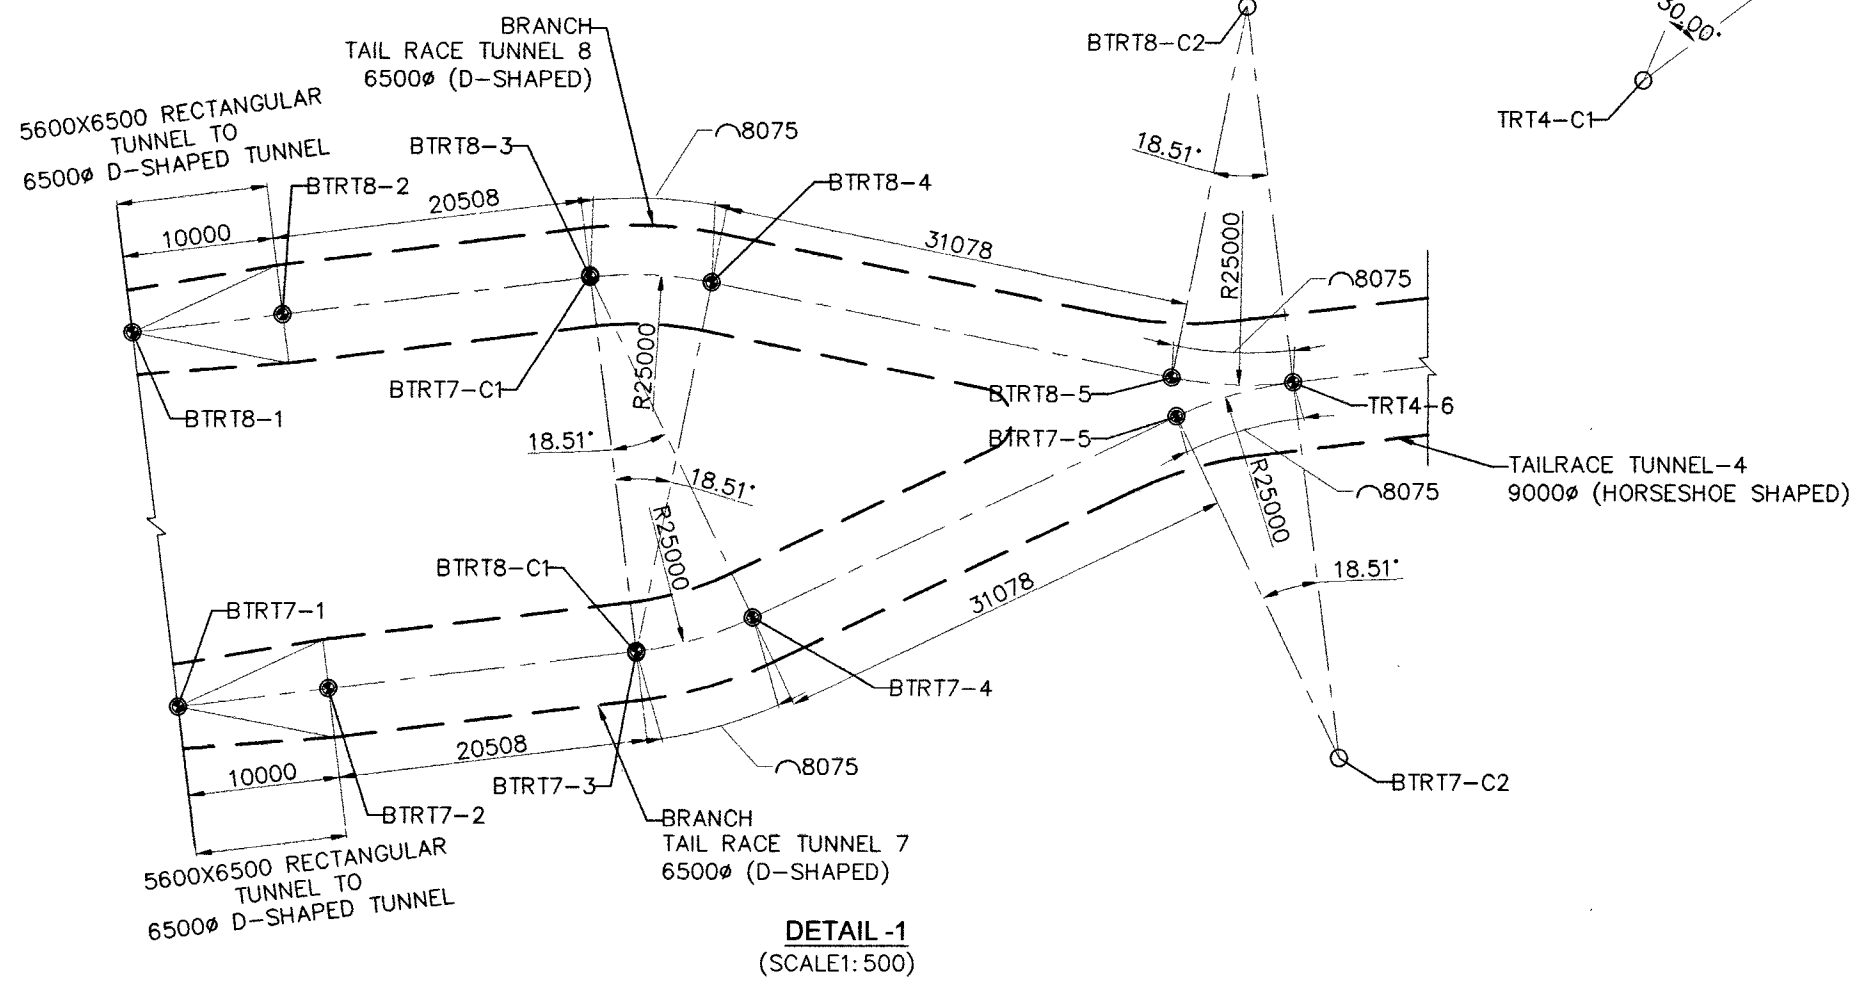 BRANCH
TAIL RACE TUNNEL 8
6500ø (D-SHAPED)
BTRT8-C2
30.00°
TRT4-C1
5600X6500 RECTANGULAR
TUNNEL TO
6500ø D-SHAPED TUNNEL
BTRT8-3
⌒8075
18.51°
BTRT8-2
BTRT8-4
20508
10000
31078
R25000
⌒8075
R25000
BTRT7-C1
BTRT8-5
TRT4-6
BTRT8-1
18.51°
BTRT7-5
TAILRACE TUNNEL-4
9000ø (HORSESHOE SHAPED)
18.51°
R25000
⌒8075
R25000
BTRT8-C1
18.51°
31078
BTRT7-1
BTRT7-4
20508
10000
⌒8075
BTRT7-3
BTRT7-C2
BTRT7-2
BRANCH
TAIL RACE TUNNEL 7
6500ø (D-SHAPED)
5600X6500 RECTANGULAR
TUNNEL TO
6500ø D-SHAPED TUNNEL
DETAIL -1
(SCALE1:500)